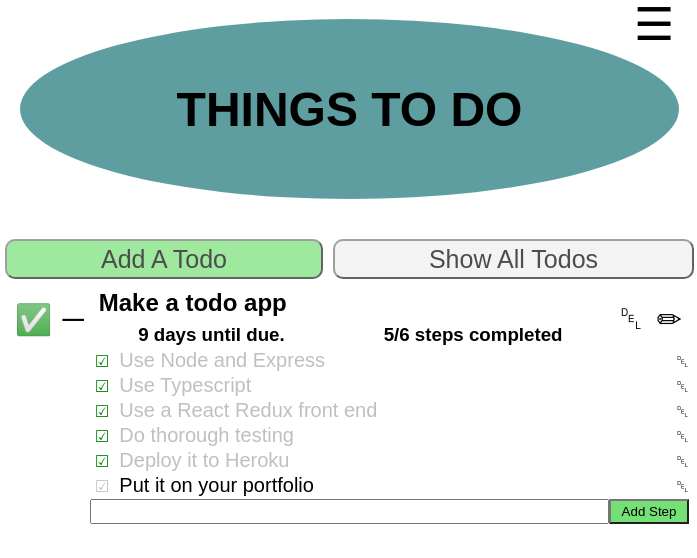 ☰
THINGS TO DO
Add A Todo
Show All Todos
✅ — Make a todo app DEL ✏
9 days until due. 5/6 steps completed
☑ Use Node and Express DEL
☑ Use Typescript DEL
☑ Use a React Redux front end DEL
☑ Do thorough testing DEL
☑ Deploy it to Heroku DEL
☑ Put it on your portfolio DEL
Add Step